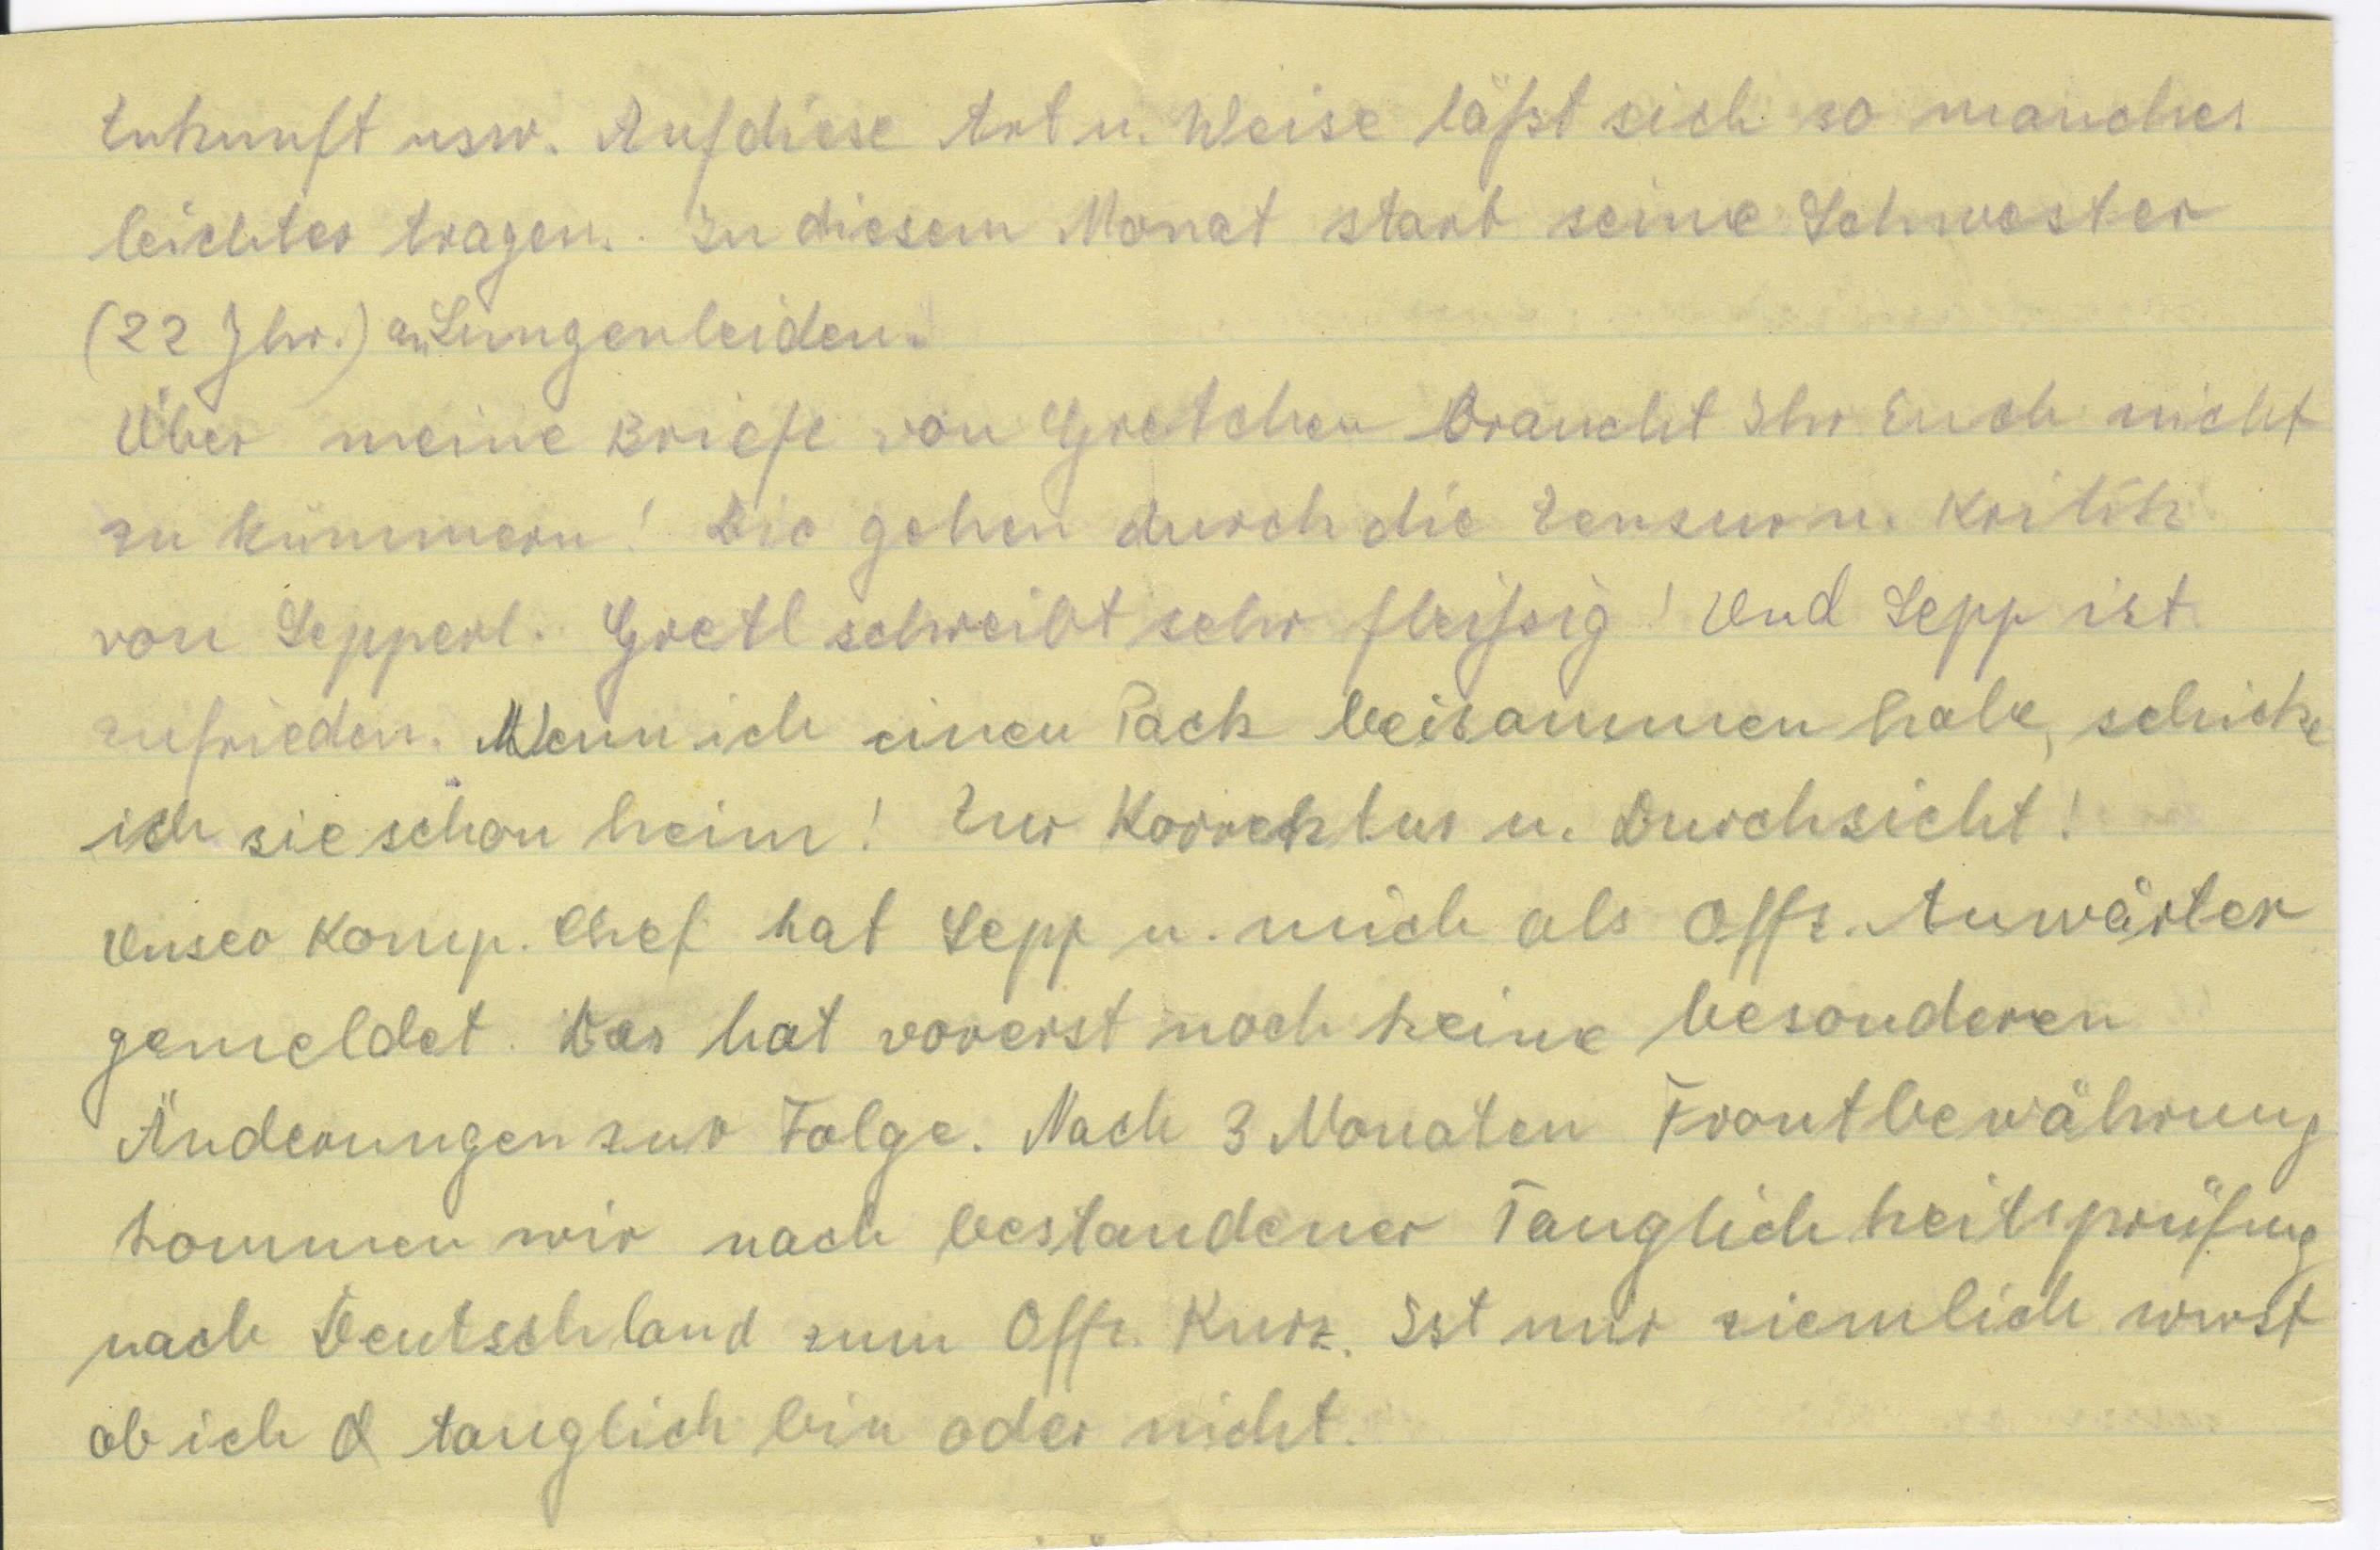 Zukunft usw. Auf diese Art u. Weise läßt sich so manches
leichter tragen. In diesem Monat starb seine Schwester
(22 Jhr.) an Lungenleiden.
Über meine Briefe von Gretchen braucht Ihr Euch nicht
zu kümmern! Die gehen durch die Zensur u. Kritik
von Sepperl. Gretl schreibt sehr fleißig! Und Sepp ist
zufrieden. Wenn ich einen Pack beisammen habe, schicke
ich sie schon heim! Zur Korrektur u. Durchsicht!
Unser Komp. Chef hat Sepp u. mich als Offz. Anwärter
gemeldet. Das hat vorerst noch keine besonderen
Änderungen zur Folge. Nach 3 Monaten Frontbewährung
kommen wir nach bestandener Tauglichkeitsprüfung
nach Deutschland zum Offz. Kurs. Ist mir ziemlich wurst
ob ich tauglich bin oder nicht.